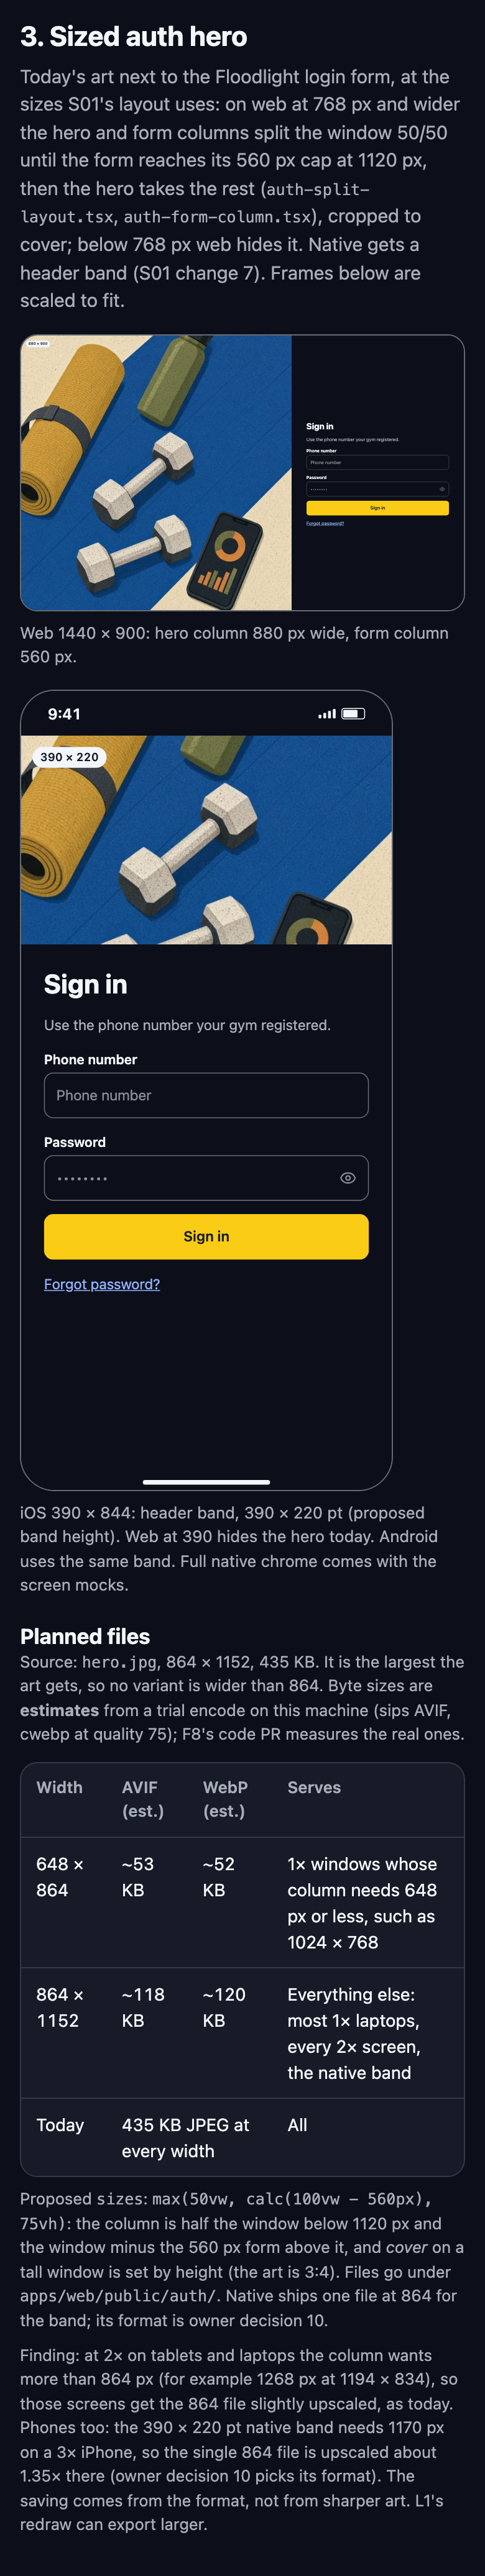 3. Sized auth hero
Today's art next to the Floodlight login form, at the
sizes S01's layout uses: on web at 768 px and wider
the hero and form columns split the window 50/50
until the form reaches its 560 px cap at 1120 px,
then the hero takes the rest (auth-split-
layout.tsx, auth-form-column.tsx), cropped to
cover; below 768 px web hides it. Native gets a
header band (S01 change 7). Frames below are
scaled to fit.
880 × 900
Sign in
Use the phone number your gym registered.
Phone number
Phone number
Password
••••••••
Sign in
Forgot password?
Web 1440 × 900: hero column 880 px wide, form column
560 px.
9:41
390 × 220
Sign in
Use the phone number your gym registered.
Phone number
Phone number
Password
••••••••
Sign in
Forgot password?
iOS 390 × 844: header band, 390 × 220 pt (proposed
band height). Web at 390 hides the hero today. Android
uses the same band. Full native chrome comes with the
screen mocks.
Planned files
Source: hero.jpg, 864 × 1152, 435 KB. It is the largest the
art gets, so no variant is wider than 864. Byte sizes are
estimates from a trial encode on this machine (sips AVIF,
cwebp at quality 75); F8's code PR measures the real ones.
Width AVIF (est.) WebP (est.) Serves
648 × 864 ~53 KB ~52 KB 1× windows whose column needs 648 px or less, such as 1024 × 768
864 × 1152 ~118 KB ~120 KB Everything else: most 1× laptops, every 2× screen, the native band
Today 435 KB JPEG at every width All
Proposed sizes: max(50vw, calc(100vw − 560px),
75vh): the column is half the window below 1120 px and
the window minus the 560 px form above it, and cover on a
tall window is set by height (the art is 3:4). Files go under
apps/web/public/auth/. Native ships one file at 864 for
the band; its format is owner decision 10.
Finding: at 2× on tablets and laptops the column wants
more than 864 px (for example 1268 px at 1194 × 834), so
those screens get the 864 file slightly upscaled, as today.
Phones too: the 390 × 220 pt native band needs 1170 px
on a 3× iPhone, so the single 864 file is upscaled about
1.35× there (owner decision 10 picks its format). The
saving comes from the format, not from sharper art. L1's
redraw can export larger.